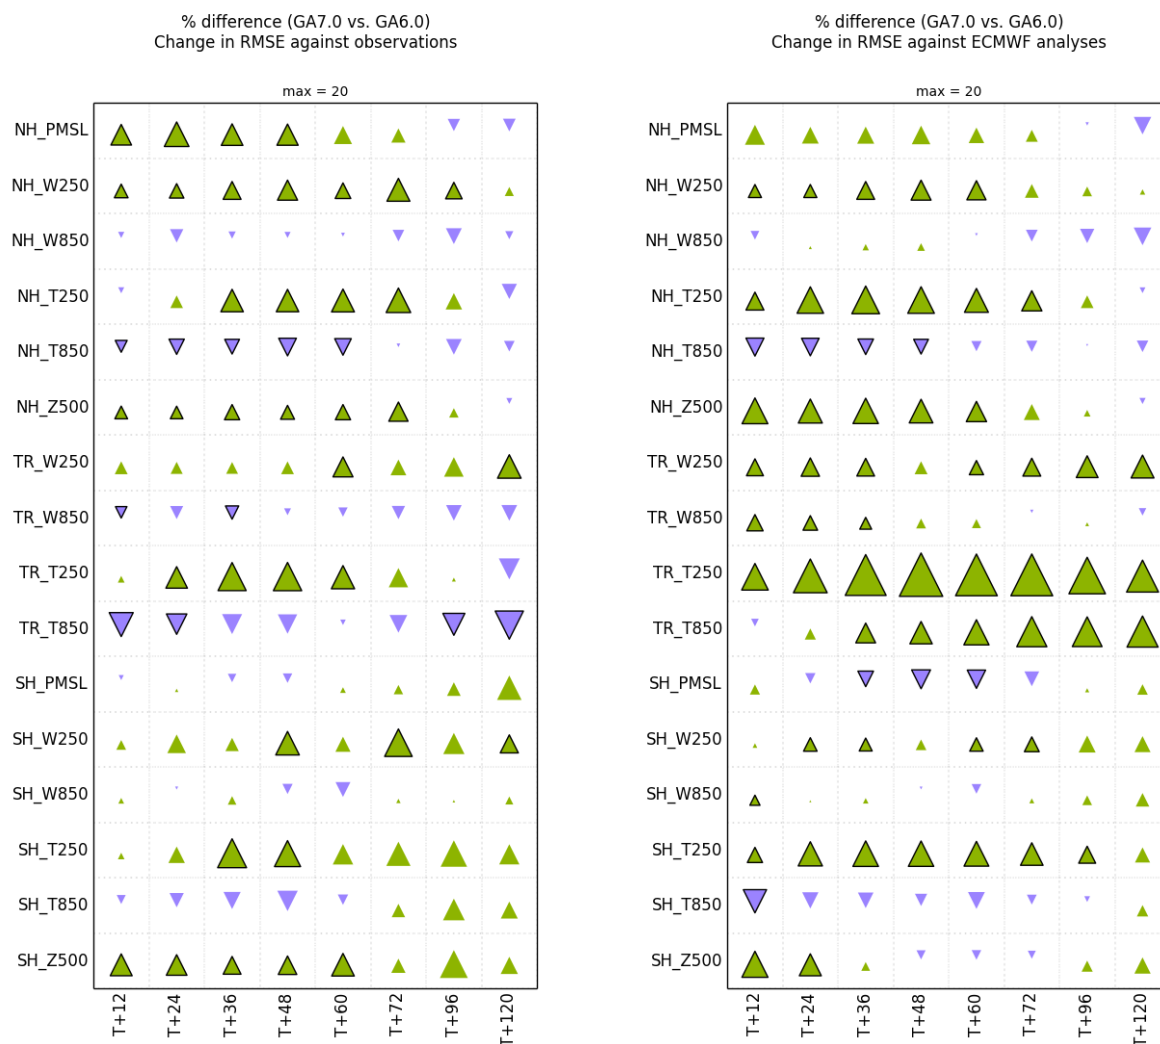 % difference (GA7.0 vs. GA6.0)
Change in RMSE against observations
max = 20
NH_PMSL
NH_W250
NH_W850
NH_T250
NH_T850
NH_Z500
TR_W250
TR_W850
TR_T250
TR_T850
SH_PMSL
SH_W250
SH_W850
SH_T250
SH_T850
SH_Z500
T+12
T+24
T+36
T+48
T+60
T+72
T+96
T+120
% difference (GA7.0 vs. GA6.0)
Change in RMSE against ECMWF analyses
max = 20
NH_PMSL
NH_W250
NH_W850
NH_T250
NH_T850
NH_Z500
TR_W250
TR_W850
TR_T250
TR_T850
SH_PMSL
SH_W250
SH_W850
SH_T250
SH_T850
SH_Z500
T+12
T+24
T+36
T+48
T+60
T+72
T+96
T+120